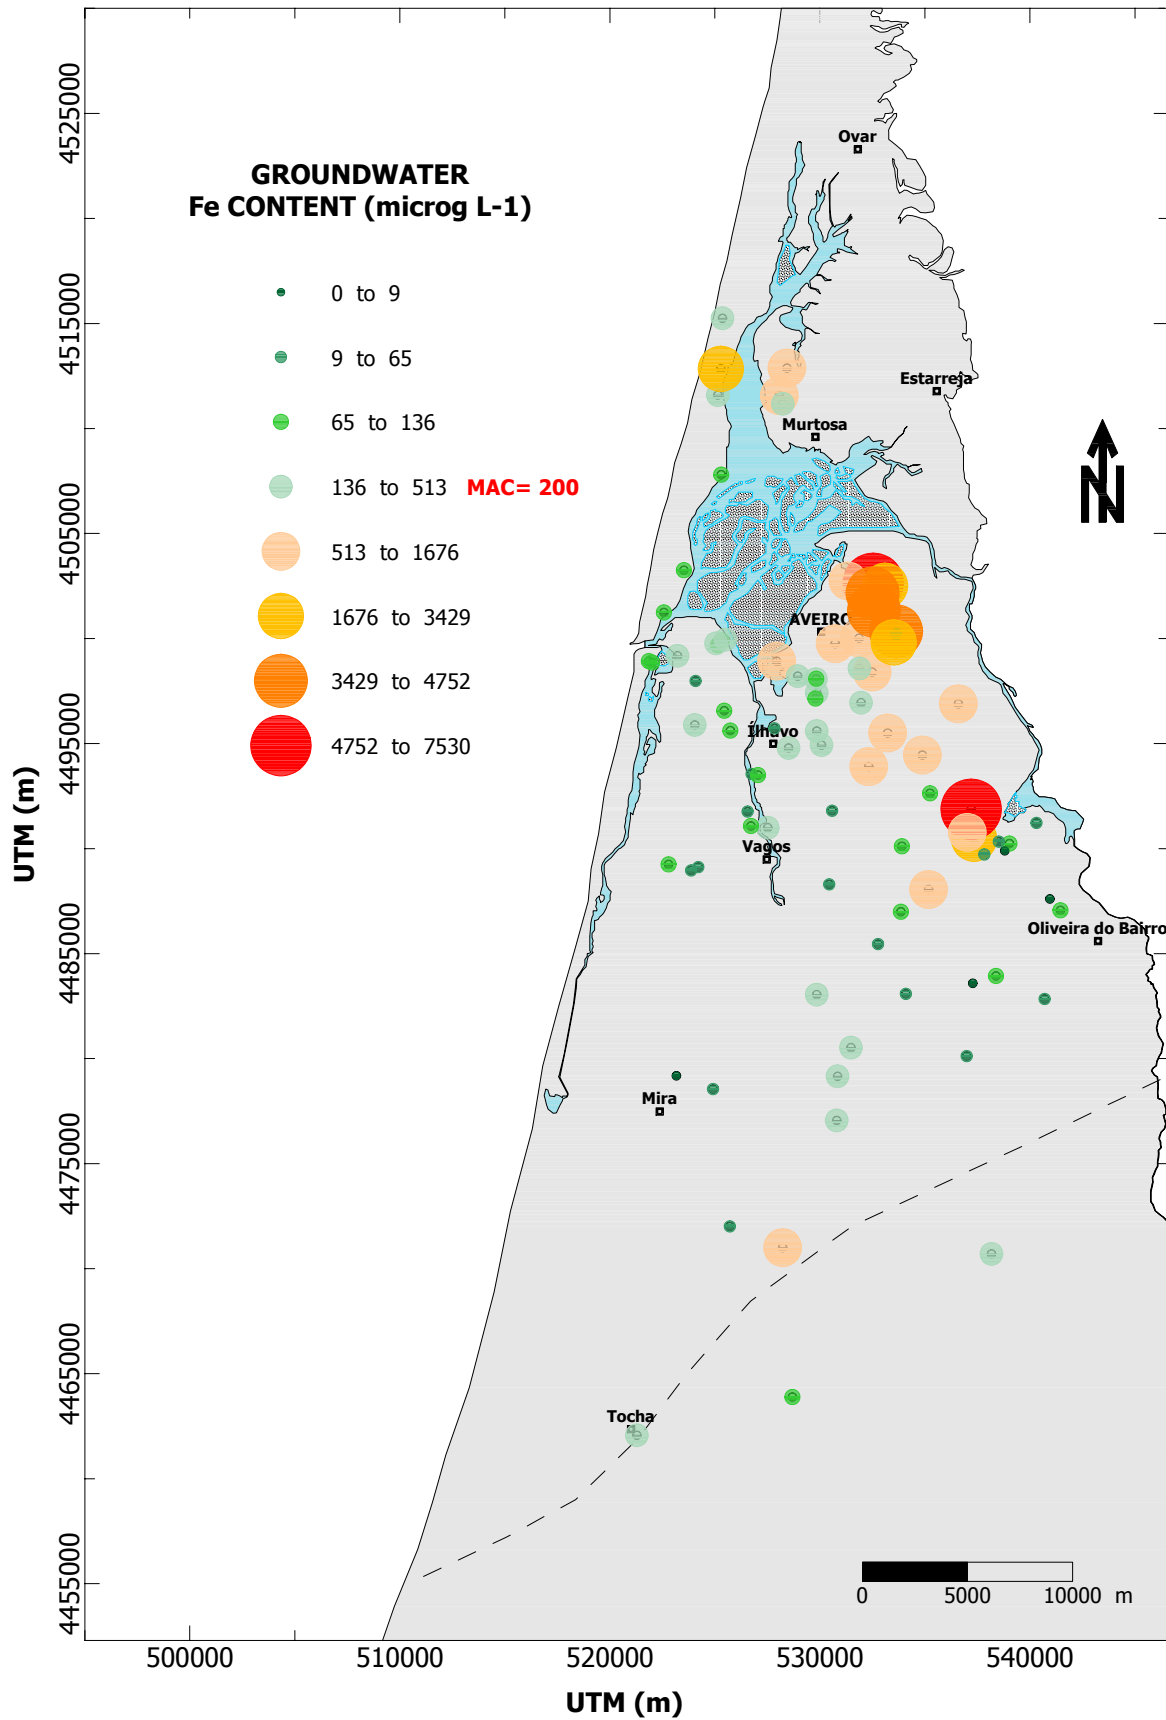 GROUNDWATER
Fe CONTENT (microg L-1)
0 to 9
9 to 65
65 to 136
136 to 513 MAC= 200
513 to 1676
1676 to 3429
3429 to 4752
4752 to 7530
Ovar
Estarreja
Murtosa
N
AVEIRO
Ílhavo
Vagos
Oliveira do Bairro
Mira
Tocha
0 5000 10000 m
4525000
4515000
4505000
4495000
4485000
4475000
4465000
4455000
UTM (m)
500000 510000 520000 530000 540000
UTM (m)